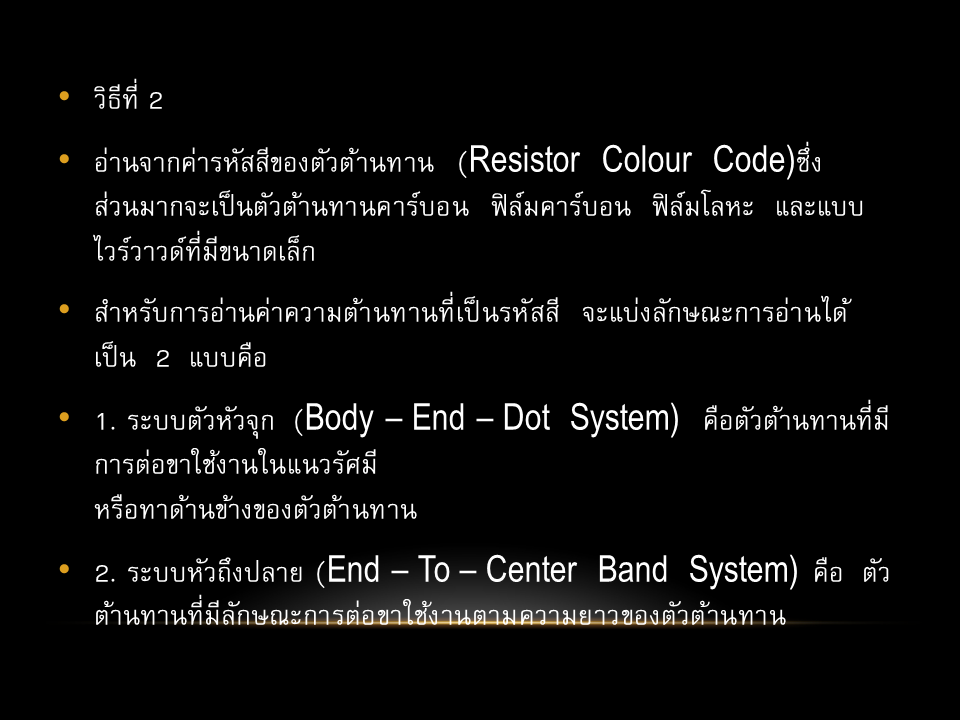 • วิธีที่ 2
• อ่านจากค่ารหัสสีของตัวต้านทาน (Resistor Colour Code)ซึ่ง
ส่วนมากจะเป็นตัวต้านทานคาร์บอน ฟิล์มคาร์บอน ฟิล์มโลหะ และแบบ
ไวร์วาวด์ที่มีขนาดเล็ก
• สำหรับการอ่านค่าความต้านทานที่เป็นรหัสสี จะแบ่งลักษณะการอ่านได้
เป็น 2 แบบคือ
• 1. ระบบตัวหัวจุก (Body – End – Dot System) คือตัวต้านทานที่มี
การต่อขาใช้งานในแนวรัศมี
หรือทาด้านข้างของตัวต้านทาน
• 2. ระบบหัวถึงปลาย (End – To – Center Band System) คือ ตัว
ต้านทานที่มีลักษณะการต่อขาใช้งานตามความยาวของตัวต้านทาน